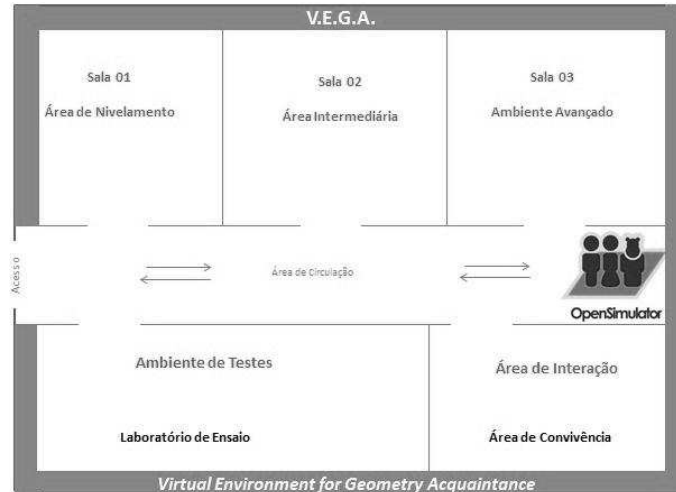 V.E.G.A.
Sala 01
Área de Nivelamento
Sala 02
Área Intermediária
Sala 03
Ambiente Avançado
Acesso
Área de Circulação
OpenSimulator
Ambiente de Testes
Laboratório de Ensaio
Área de Interação
Área de Convivência
Virtual Environment for Geometry Acquaintance